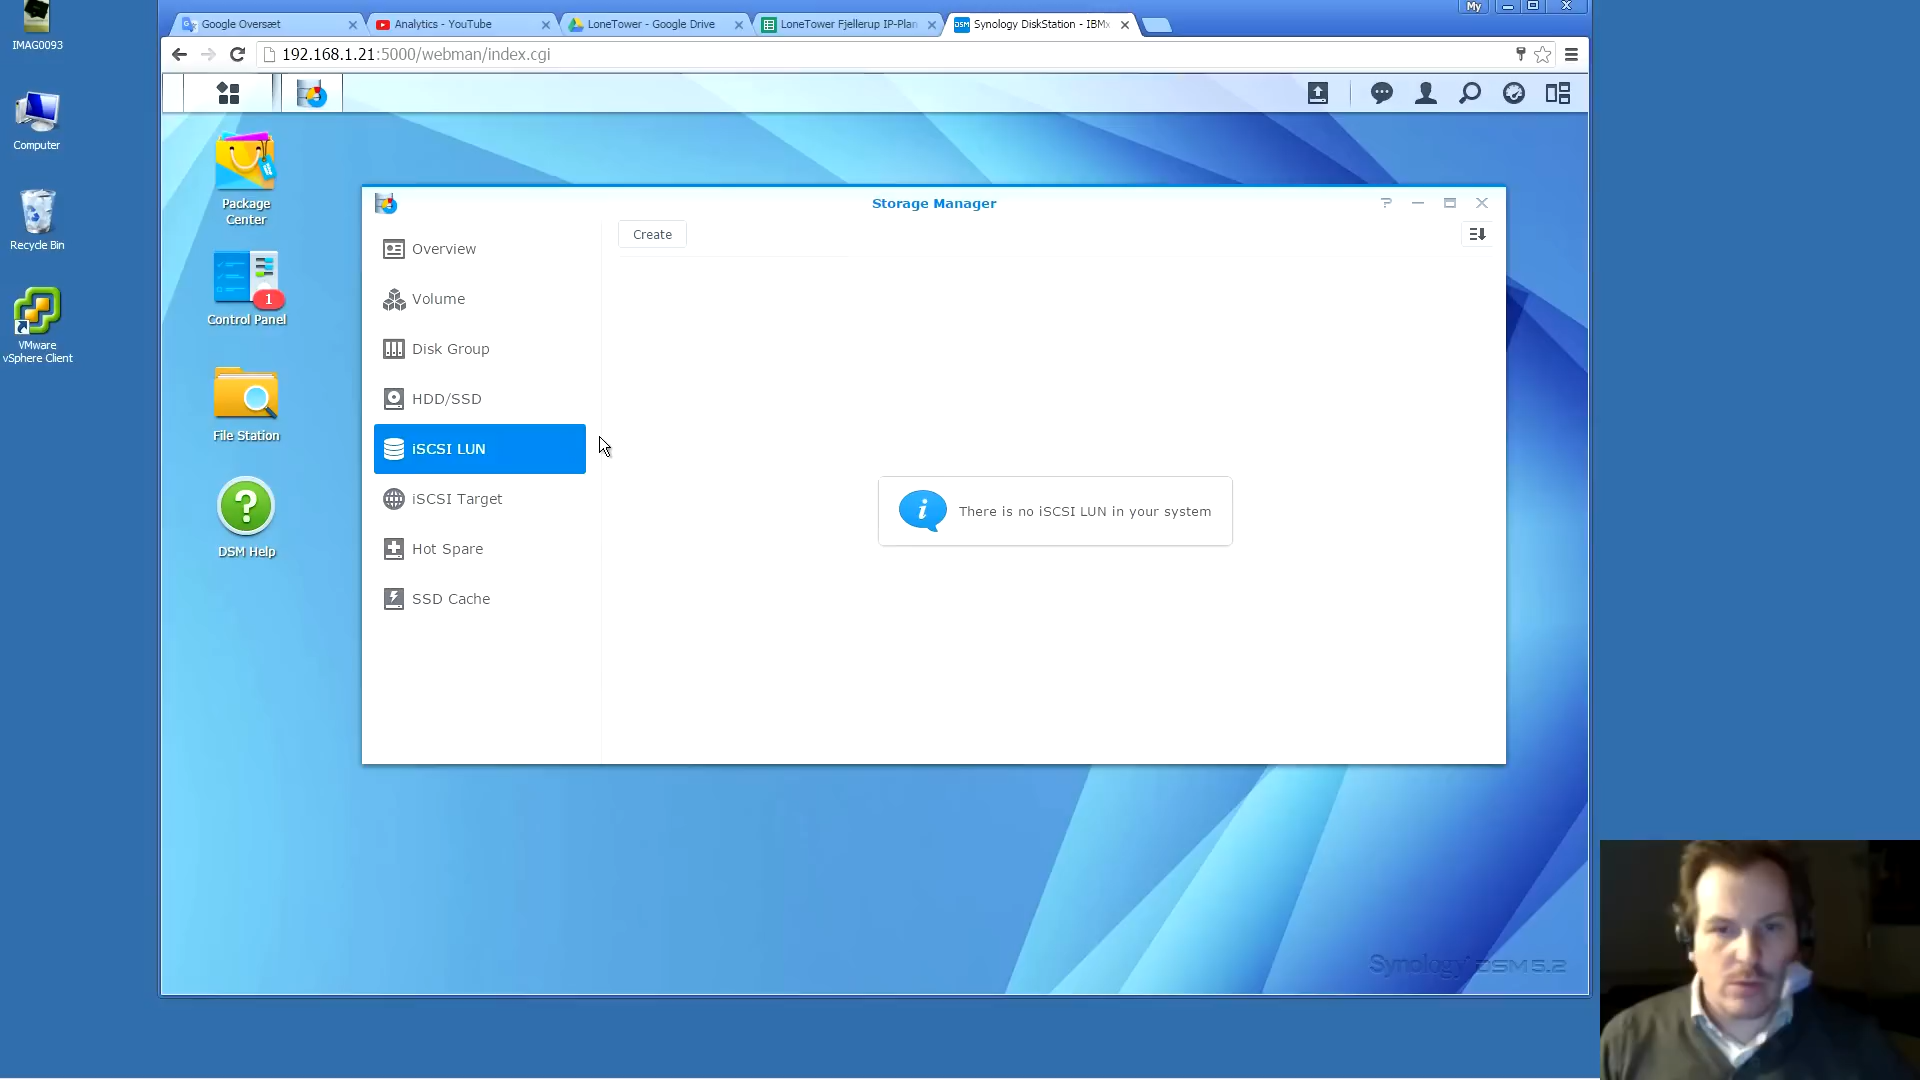 IMAG0093
Computer
Recycle Bin
VMware
vSphere Client
My
Google Oversæt
Analytics - YouTube
LoneTower - Google Drive
LoneTower Fjellerup IP-Plan
DSM
Synology DiskStation - IBMx
192.168.1.21:5000/webman/index.cgi
Package
Center
1
Control Panel
File Station
?
DSM Help
Storage Manager
Overview
Volume
Disk Group
HDD/SSD
iSCSI LUN
iSCSI Target
Hot Spare
SSD Cache
Create
There is no iSCSI LUN in your system
Synology DSM 5.2